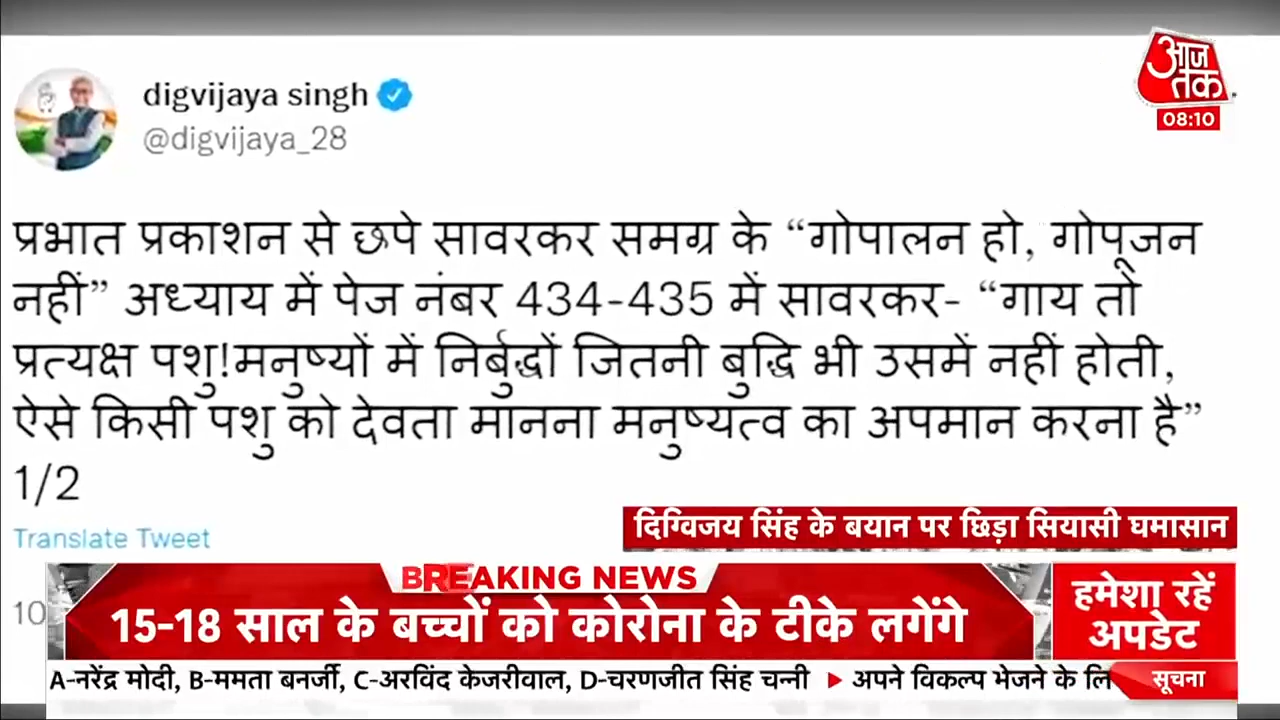 digvijaya singh
@digvijaya_28
आज तक
08:10
प्रभात प्रकाशन से छपे सावरकर समग्र के “गोपालन हो, गोपूजन
नहीं” अध्याय में पेज नंबर 434-435 में सावरकर- “गाय तो
प्रत्यक्ष पशु!मनुष्यों में निर्बुद्धों जितनी बुद्धि भी उसमें नहीं होती,
ऐसे किसी पशु को देवता मानना मनुष्यत्व का अपमान करना है”
1/2
Translate Tweet
दिग्विजय सिंह के बयान पर छिड़ा सियासी घमासान
10
BREAKING NEWS
15-18 साल के बच्चों को कोरोना के टीके लगेंगे
हमेशा रहें
अपडेट
A-नरेंद्र मोदी, B-ममता बनर्जी, C-अरविंद केजरीवाल, D-चरणजीत सिंह चन्नी ▶ अपने विकल्प भेजने के लि
सूचना